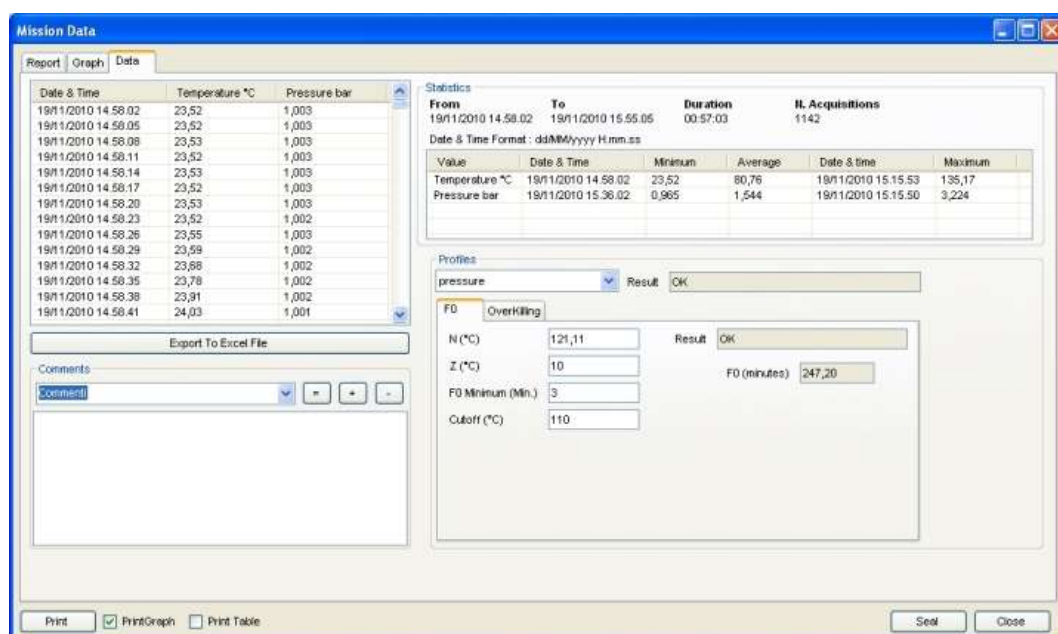 Mission Data
Report Graph Data
Date & Time Temperature °C Pressure bar
19/11/2010 14.58.02 23,52 1,003
19/11/2010 14.58.05 23,52 1,003
19/11/2010 14.58.08 23,53 1,003
19/11/2010 14.58.11 23,52 1,003
19/11/2010 14.58.14 23,53 1,003
19/11/2010 14.58.17 23,52 1,003
19/11/2010 14.58.20 23,53 1,003
19/11/2010 14.58.23 23,52 1,002
19/11/2010 14.58.26 23,55 1,003
19/11/2010 14.58.29 23,59 1,002
19/11/2010 14.58.32 23,68 1,002
19/11/2010 14.58.35 23,78 1,002
19/11/2010 14.58.38 23,91 1,002
19/11/2010 14.58.41 24,03 1,001
Export To Excel File
Comments
Comment1
= + -
Statistics
From To Duration N. Acquisitions
19/11/2010 14.58.02 19/11/2010 15.55.05 00:57:03 1142
Date & Time Format : dd/MM/yyyy H.mm.ss
Value Date & Time Minimum Average Date & time Maximum
Temperature °C 19/11/2010 14.58.02 23,52 80,76 19/11/2010 15.15.53 135,17
Pressure bar 19/11/2010 15.36.02 0,965 1,544 19/11/2010 15.15.50 3,224
Profiles
pressure Result OK
F0 OverKilling
N (°C) 121,11 Result OK
Z (°C) 10 F0 (minutes) 247,20
F0 Minimum (Min.) 3
Cutoff (°C) 110
Print PrintGraph Print Table Seal Close